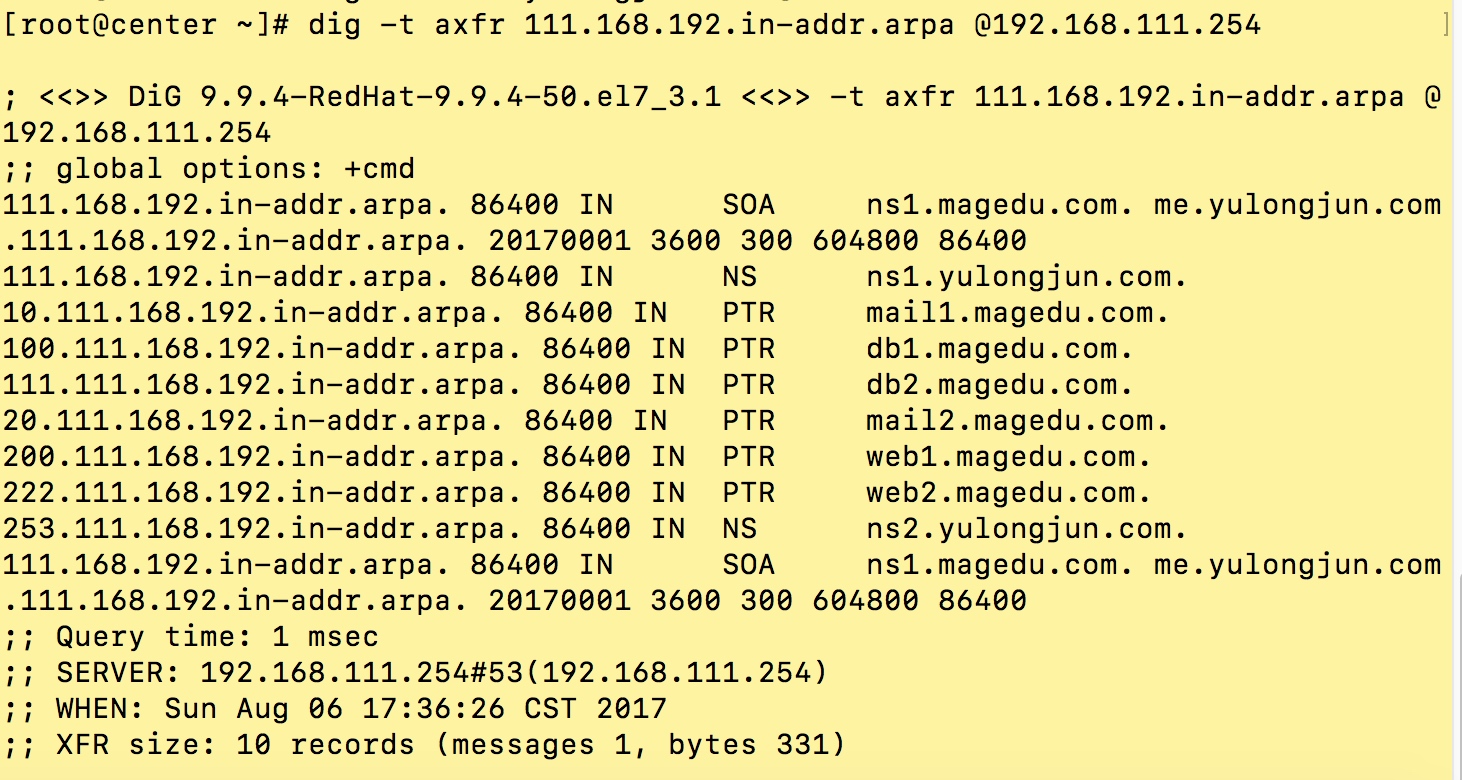 [root@center ~]# dig -t axfr 111.168.192.in-addr.arpa @192.168.111.254 ]
; <<>> DiG 9.9.4-RedHat-9.9.4-50.el7_3.1 <<>> -t axfr 111.168.192.in-addr.arpa @
192.168.111.254
;; global options: +cmd
111.168.192.in-addr.arpa. 86400 IN SOA ns1.magedu.com. me.yulongjun.com
.111.168.192.in-addr.arpa. 20170001 3600 300 604800 86400
111.168.192.in-addr.arpa. 86400 IN NS ns1.yulongjun.com.
10.111.168.192.in-addr.arpa. 86400 IN PTR mail1.magedu.com.
100.111.168.192.in-addr.arpa. 86400 IN PTR db1.magedu.com.
111.111.168.192.in-addr.arpa. 86400 IN PTR db2.magedu.com.
20.111.168.192.in-addr.arpa. 86400 IN PTR mail2.magedu.com.
200.111.168.192.in-addr.arpa. 86400 IN PTR web1.magedu.com.
222.111.168.192.in-addr.arpa. 86400 IN PTR web2.magedu.com.
253.111.168.192.in-addr.arpa. 86400 IN NS ns2.yulongjun.com.
111.168.192.in-addr.arpa. 86400 IN SOA ns1.magedu.com. me.yulongjun.com
.111.168.192.in-addr.arpa. 20170001 3600 300 604800 86400
;; Query time: 1 msec
;; SERVER: 192.168.111.254#53(192.168.111.254)
;; WHEN: Sun Aug 06 17:36:26 CST 2017
;; XFR size: 10 records (messages 1, bytes 331)